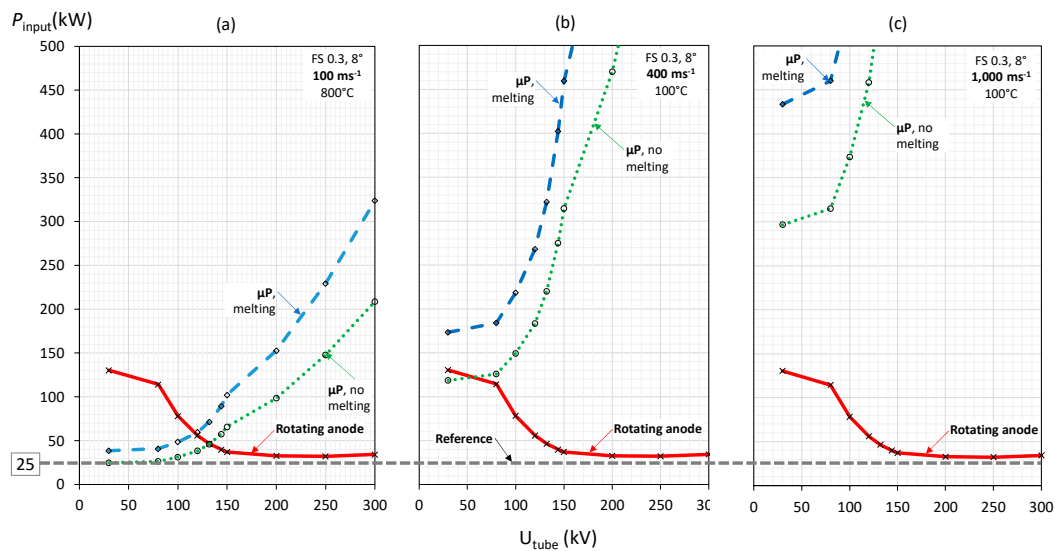 P_input (kW)
(a)
(b)
(c)
500
450
400
350
300
250
200
150
100
50
0
25
FS 0.3, 8°
100 ms⁻¹
800°C
µP,
melting
µP, no
melting
Rotating anode
0 50 100 150 200 250 300
FS 0.3, 8°
400 ms⁻¹
100°C
µP,
melting
µP, no
melting
Reference
Rotating anode
0 50 100 150 200 250 300
FS 0.3, 8°
1,000 ms⁻¹
100°C
µP,
melting
µP, no
melting
Rotating anode
0 50 100 150 200 250 300
U_tube (kV)